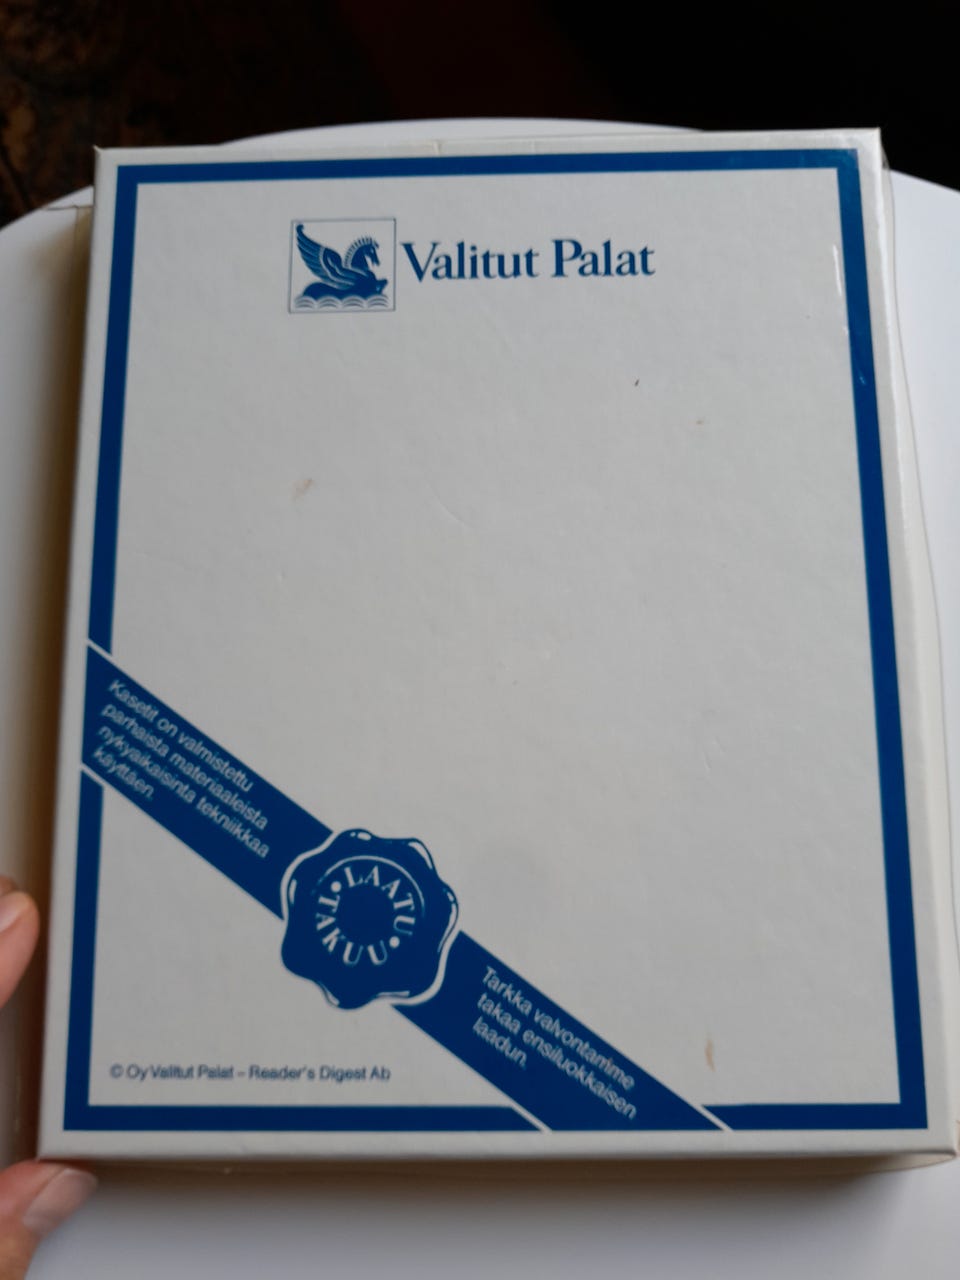 Valitut Palat
Kasetit on valmistettu
parhaista materiaaleista
nykyaikaisinta tekniikkaa
käyttäen.
• LAATU •
TAKUU
Tarkka valvontamme
takaa ensiluokkaisen
laadun.
© Oy Valitut Palat – Reader's Digest Ab